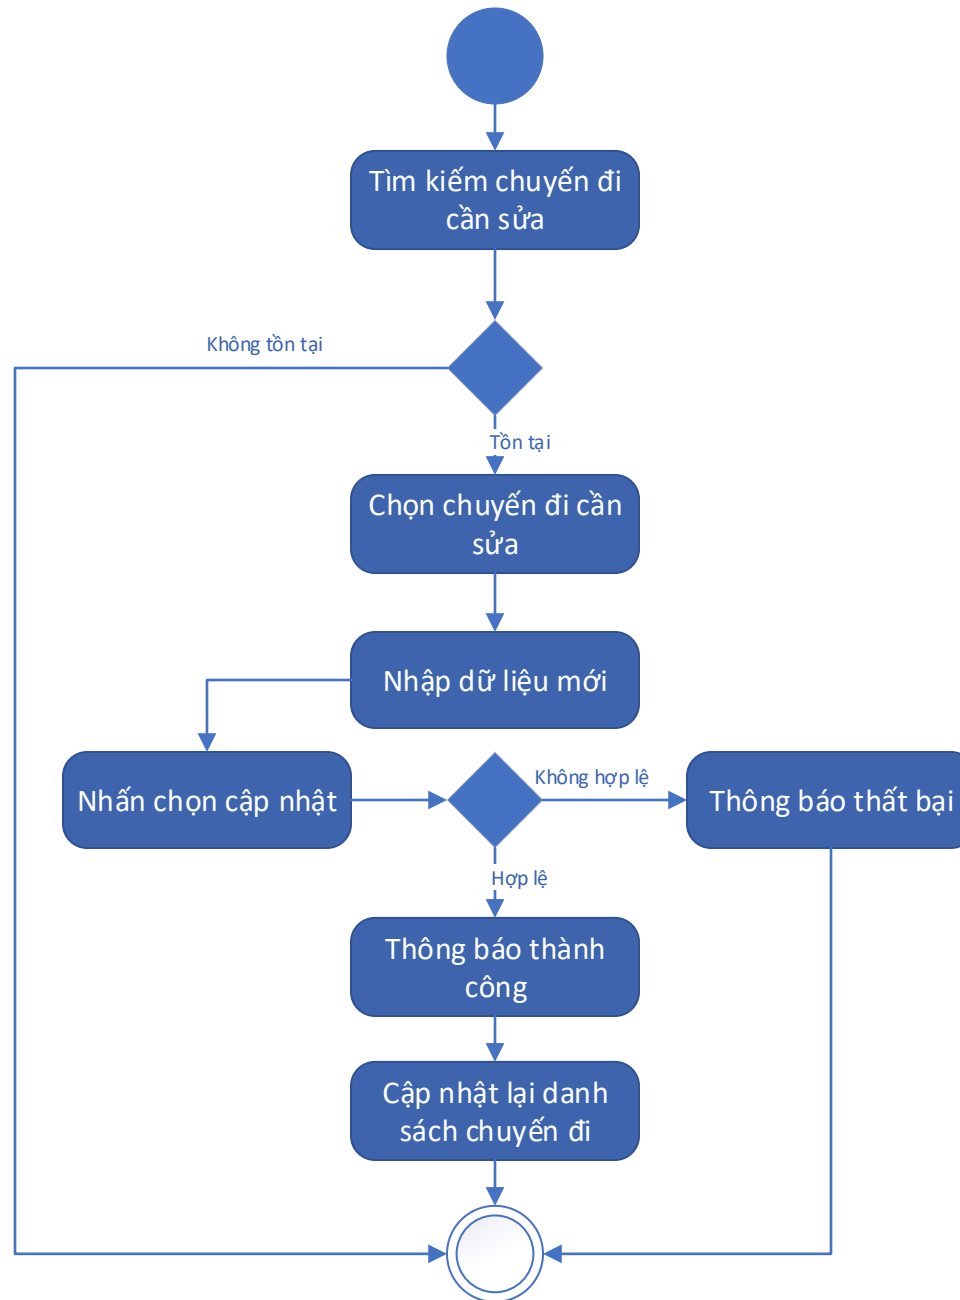 Tìm kiếm chuyến đi
cần sửa
Không tồn tại
Tồn tại
Chọn chuyến đi cần
sửa
Nhập dữ liệu mới
Nhấn chọn cập nhật
Không hợp lệ
Thông báo thất bại
Hợp lệ
Thông báo thành
công
Cập nhật lại danh
sách chuyến đi